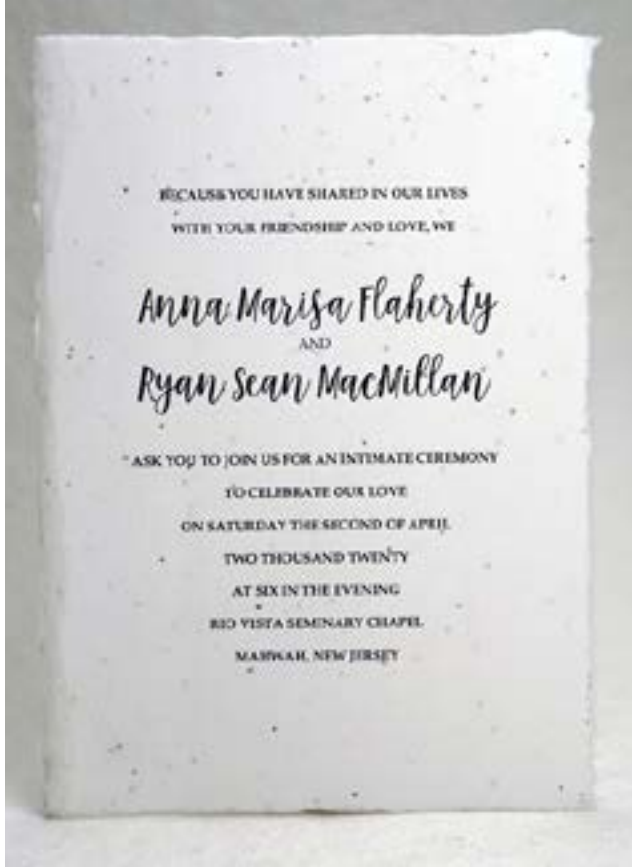 BECAUSE YOU HAVE SHARED IN OUR LIVES
WITH YOUR FRIENDSHIP AND LOVE, WE
Anna Marisa Flaherty
AND
Ryan Sean MacMillan
ASK YOU TO JOIN US FOR AN INTIMATE CEREMONY
TO CELEBRATE OUR LOVE
ON SATURDAY THE SECOND OF APRIL
TWO THOUSAND TWENTY
AT SIX IN THE EVENING
RIO VISTA SEMINARY CHAPEL
MAHWAH, NEW JERSEY